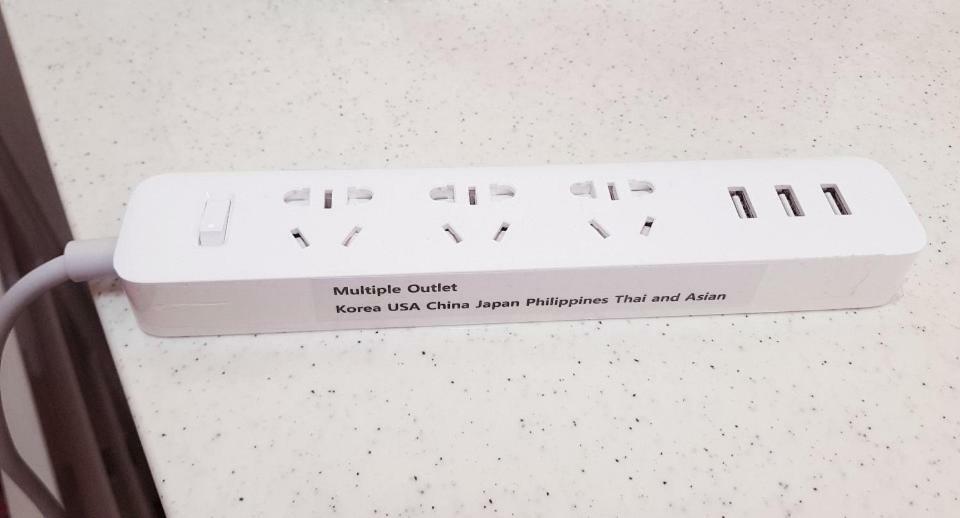 Multiple Outlet
Korea USA China Japan Philippines Thai and Asian